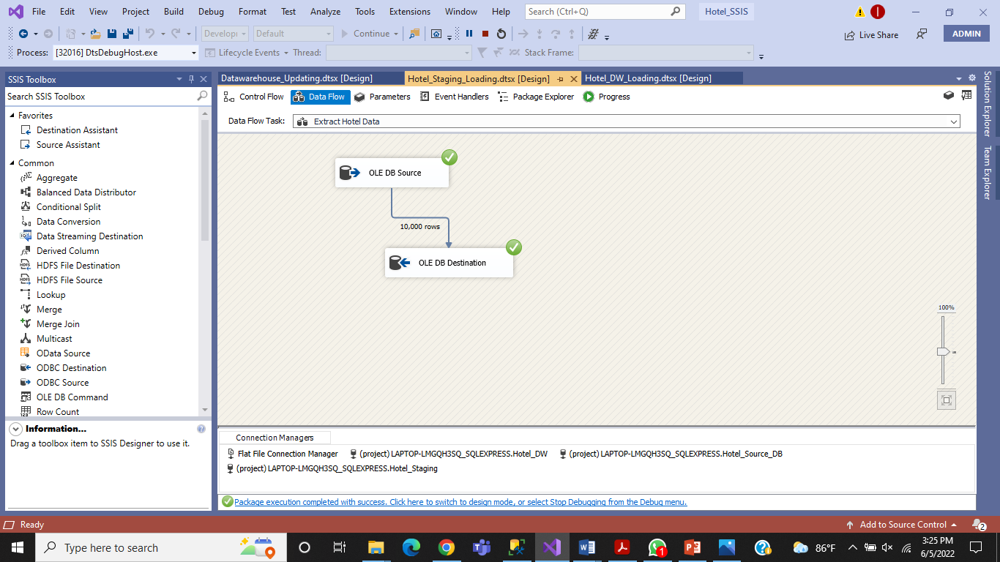 File Edit View Project Build Debug Format Test Analyze Tools Extensions Window Help Search (Ctrl+Q) Hotel_SSIS
Develop Default Continue Live Share ADMIN
Process: [32016] DtsDebugHost.exe Lifecycle Events Thread: Stack Frame:
SSIS Toolbox
Search SSIS Toolbox
Favorites
Destination Assistant
Source Assistant
Common
Aggregate
Balanced Data Distributor
Conditional Split
Data Conversion
Data Streaming Destination
Derived Column
HDFS File Destination
HDFS File Source
Lookup
Merge
Merge Join
Multicast
OData Source
ODBC Destination
ODBC Source
OLE DB Command
Row Count
Information...
Drag a toolbox item to SSIS Designer to use it.
Datawarehouse_Updating.dtsx [Design] Hotel_Staging_Loading.dtsx [Design] Hotel_DW_Loading.dtsx [Design]
Control Flow Data Flow Parameters Event Handlers Package Explorer Progress
Data Flow Task: Extract Hotel Data
OLE DB Source
10,000 rows
OLE DB Destination
100%
Connection Managers
Flat File Connection Manager (project) LAPTOP-LMGQH3SQ_SQLEXPRESS.Hotel_DW (project) LAPTOP-LMGQH3SQ_SQLEXPRESS.Hotel_Source_DB
(project) LAPTOP-LMGQH3SQ_SQLEXPRESS.Hotel_Staging
Package execution completed with success. Click here to switch to design mode, or select Stop Debugging from the Debug menu.
Solution Explorer
Team Explorer
Ready Add to Source Control 2
Type here to search 1 86°F 3:25 PM
6/5/2022